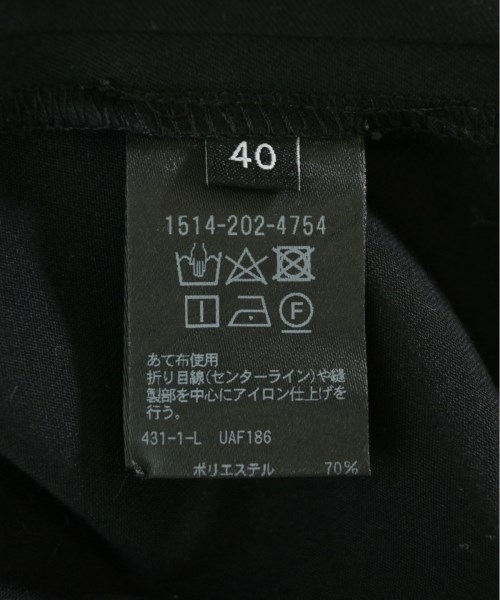 40
1514-202-4754
F
あて布使用
折り目線(センターライン)や縫
製部を中心にアイロン仕上げを
行う。
431-1-L UAF186
ポリエステル 70%